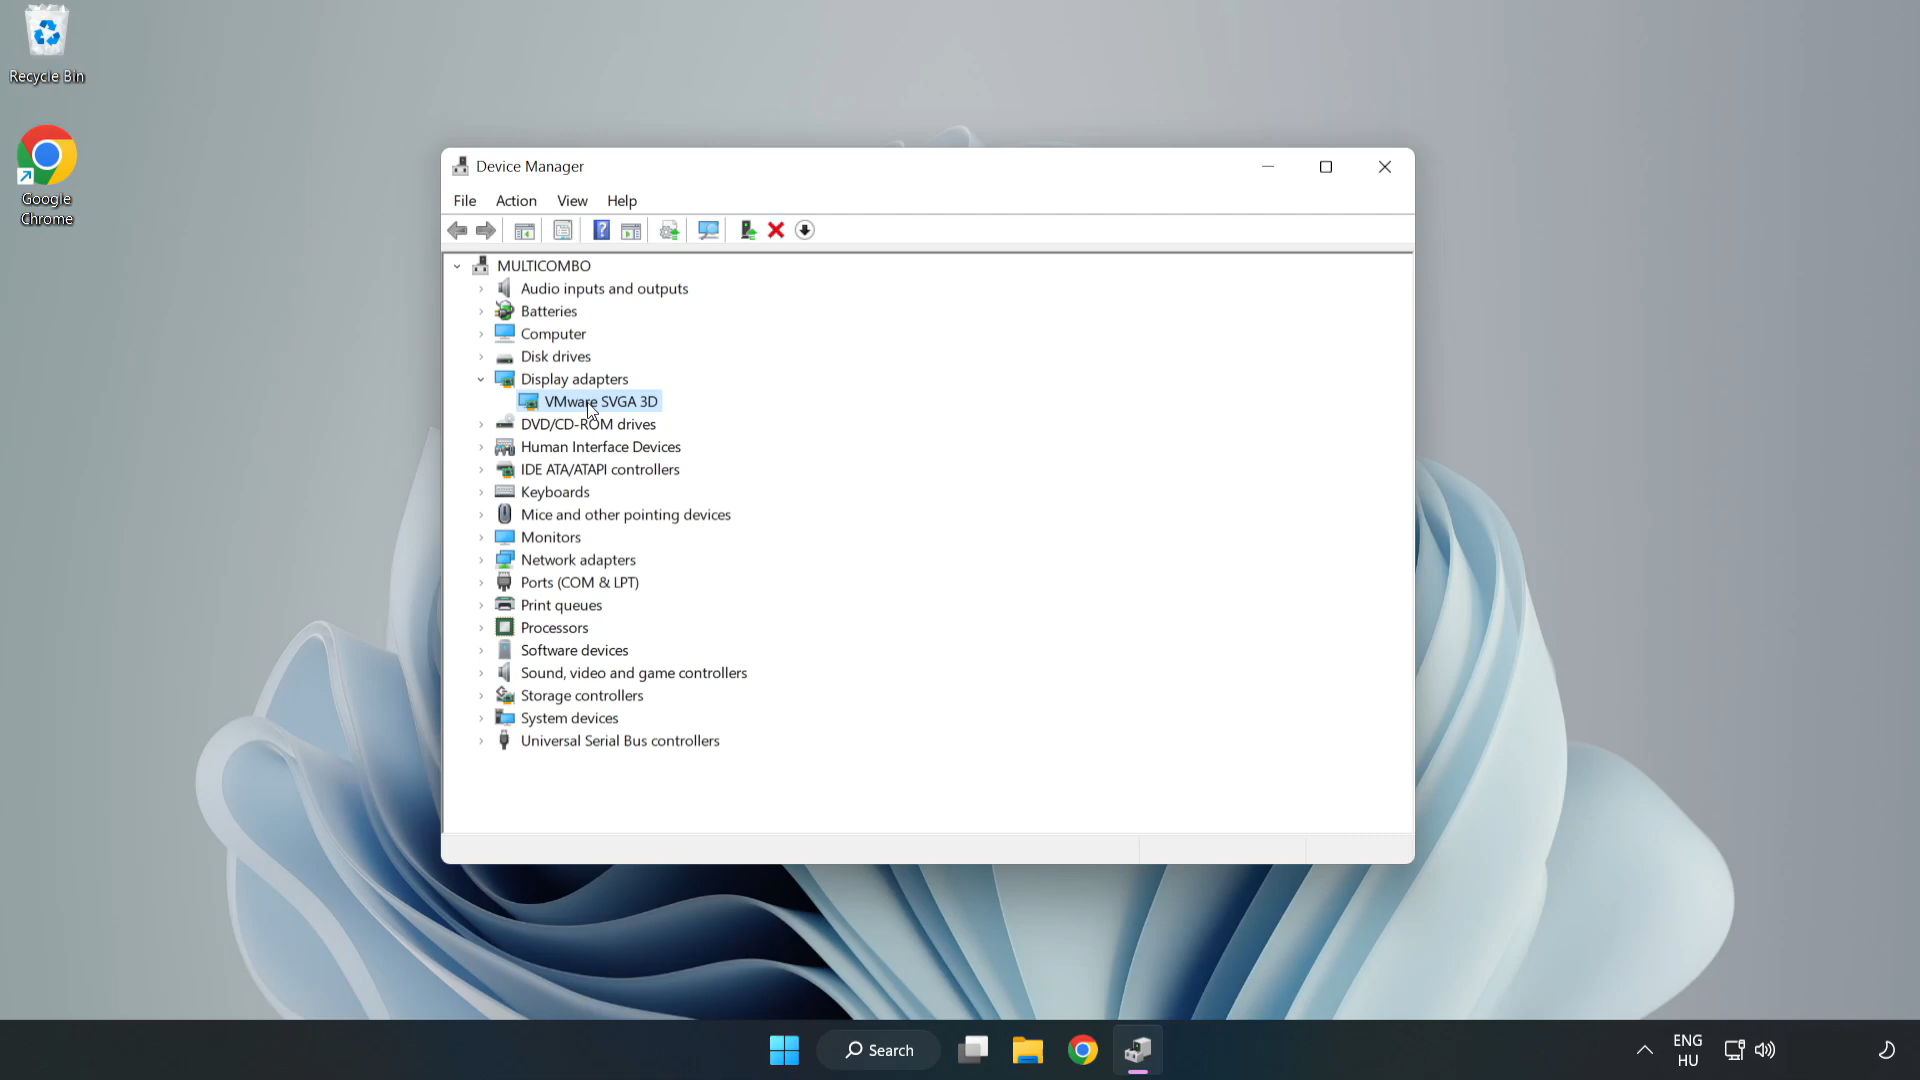 Recycle Bin
Google
Chrome
Device Manager
File Action View Help
MULTICOMBO
Audio inputs and outputs
Batteries
Computer
Disk drives
Display adapters
VMware SVGA 3D
DVD/CD-ROM drives
Human Interface Devices
IDE ATA/ATAPI controllers
Keyboards
Mice and other pointing devices
Monitors
Network adapters
Ports (COM & LPT)
Print queues
Processors
Software devices
Sound, video and game controllers
Storage controllers
System devices
Universal Serial Bus controllers
Search
ENG
HU